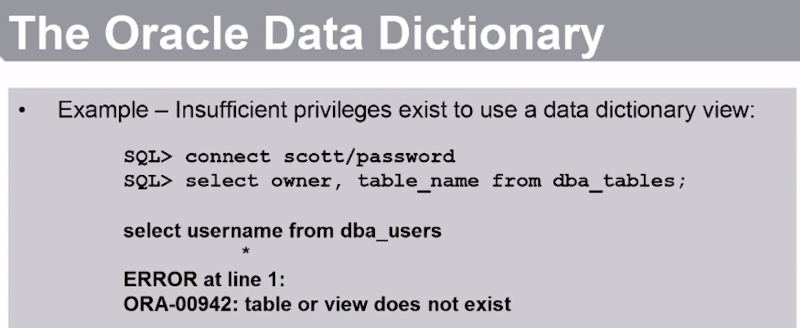 The Oracle Data Dictionary
• Example – Insufficient privileges exist to use a data dictionary view:
SQL> connect scott/password
SQL> select owner, table_name from dba_tables;
select username from dba_users
*
ERROR at line 1:
ORA-00942: table or view does not exist